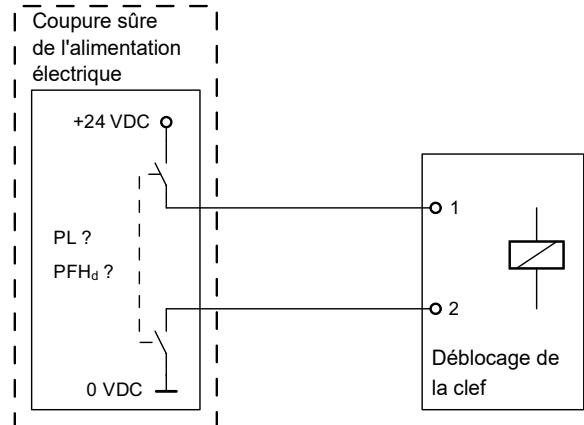 Coupure sûre
de l'alimentation
électrique
+24 VDC
1
PL ?
PFHd ?
2
0 VDC
Déblocage de
la clef